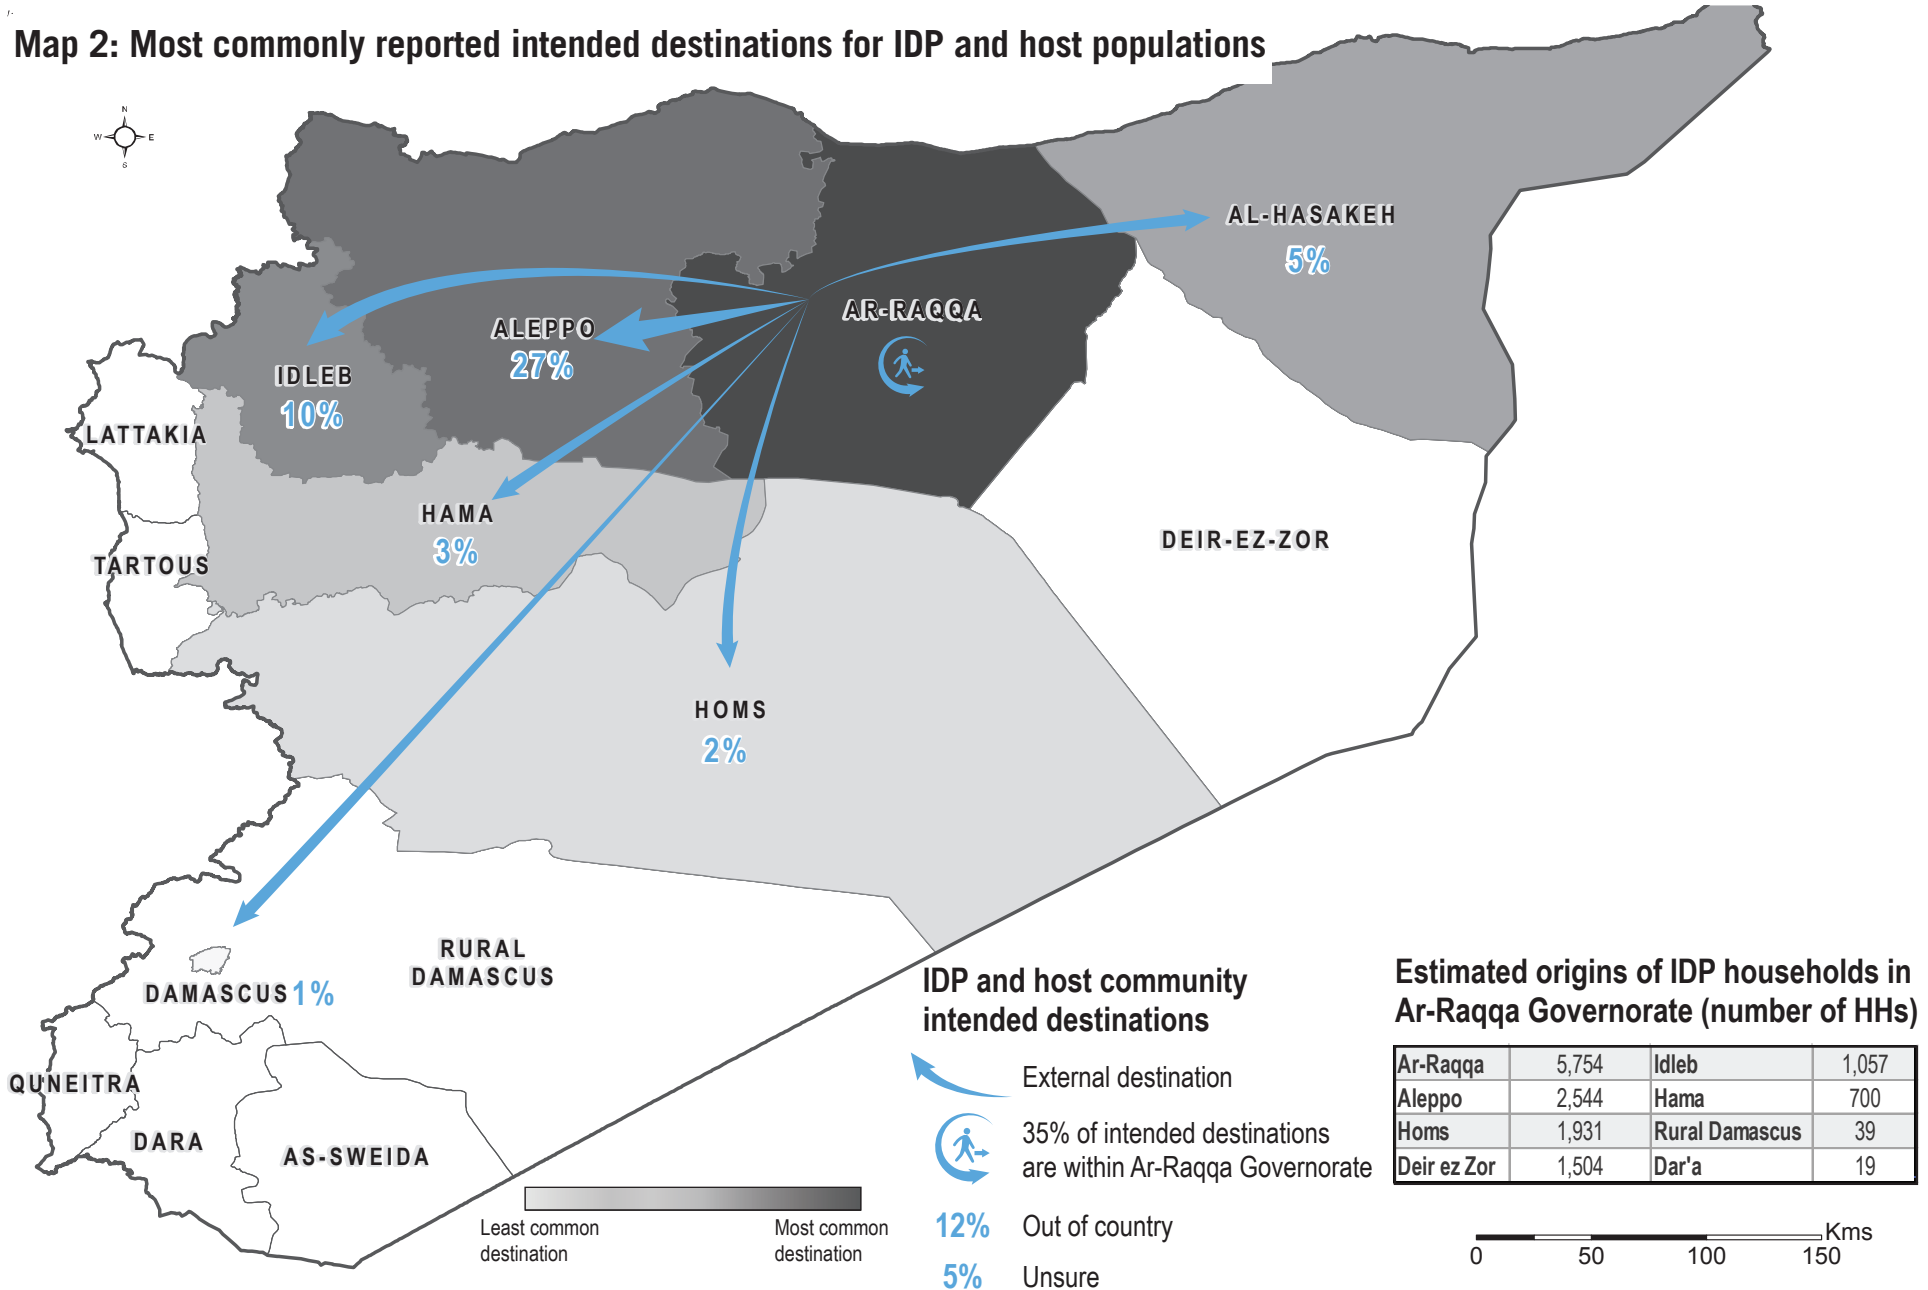 Map 2: Most commonly reported intended destinations for IDP and host populations
N
W E
S
AL-HASAKEH
5%
AR-RAQQA
ALEPPO
27%
IDLEB
10%
LATTAKIA
HAMA
3%
TARTOUS
DEIR-EZ-ZOR
HOMS
2%
RURAL
DAMASCUS
DAMASCUS 1%
QUNEITRA
DARA
AS-SWEIDA
Least common
destination
Most common
destination
IDP and host community
intended destinations
External destination
35% of intended destinations
are within Ar-Raqqa Governorate
12% Out of country
5% Unsure
Estimated origins of IDP households in
Ar-Raqqa Governorate (number of HHs)
Ar-Raqqa 5,754 Idleb 1,057
Aleppo 2,544 Hama 700
Homs 1,931 Rural Damascus 39
Deir ez Zor 1,504 Dar'a 19
Kms
0 50 100 150